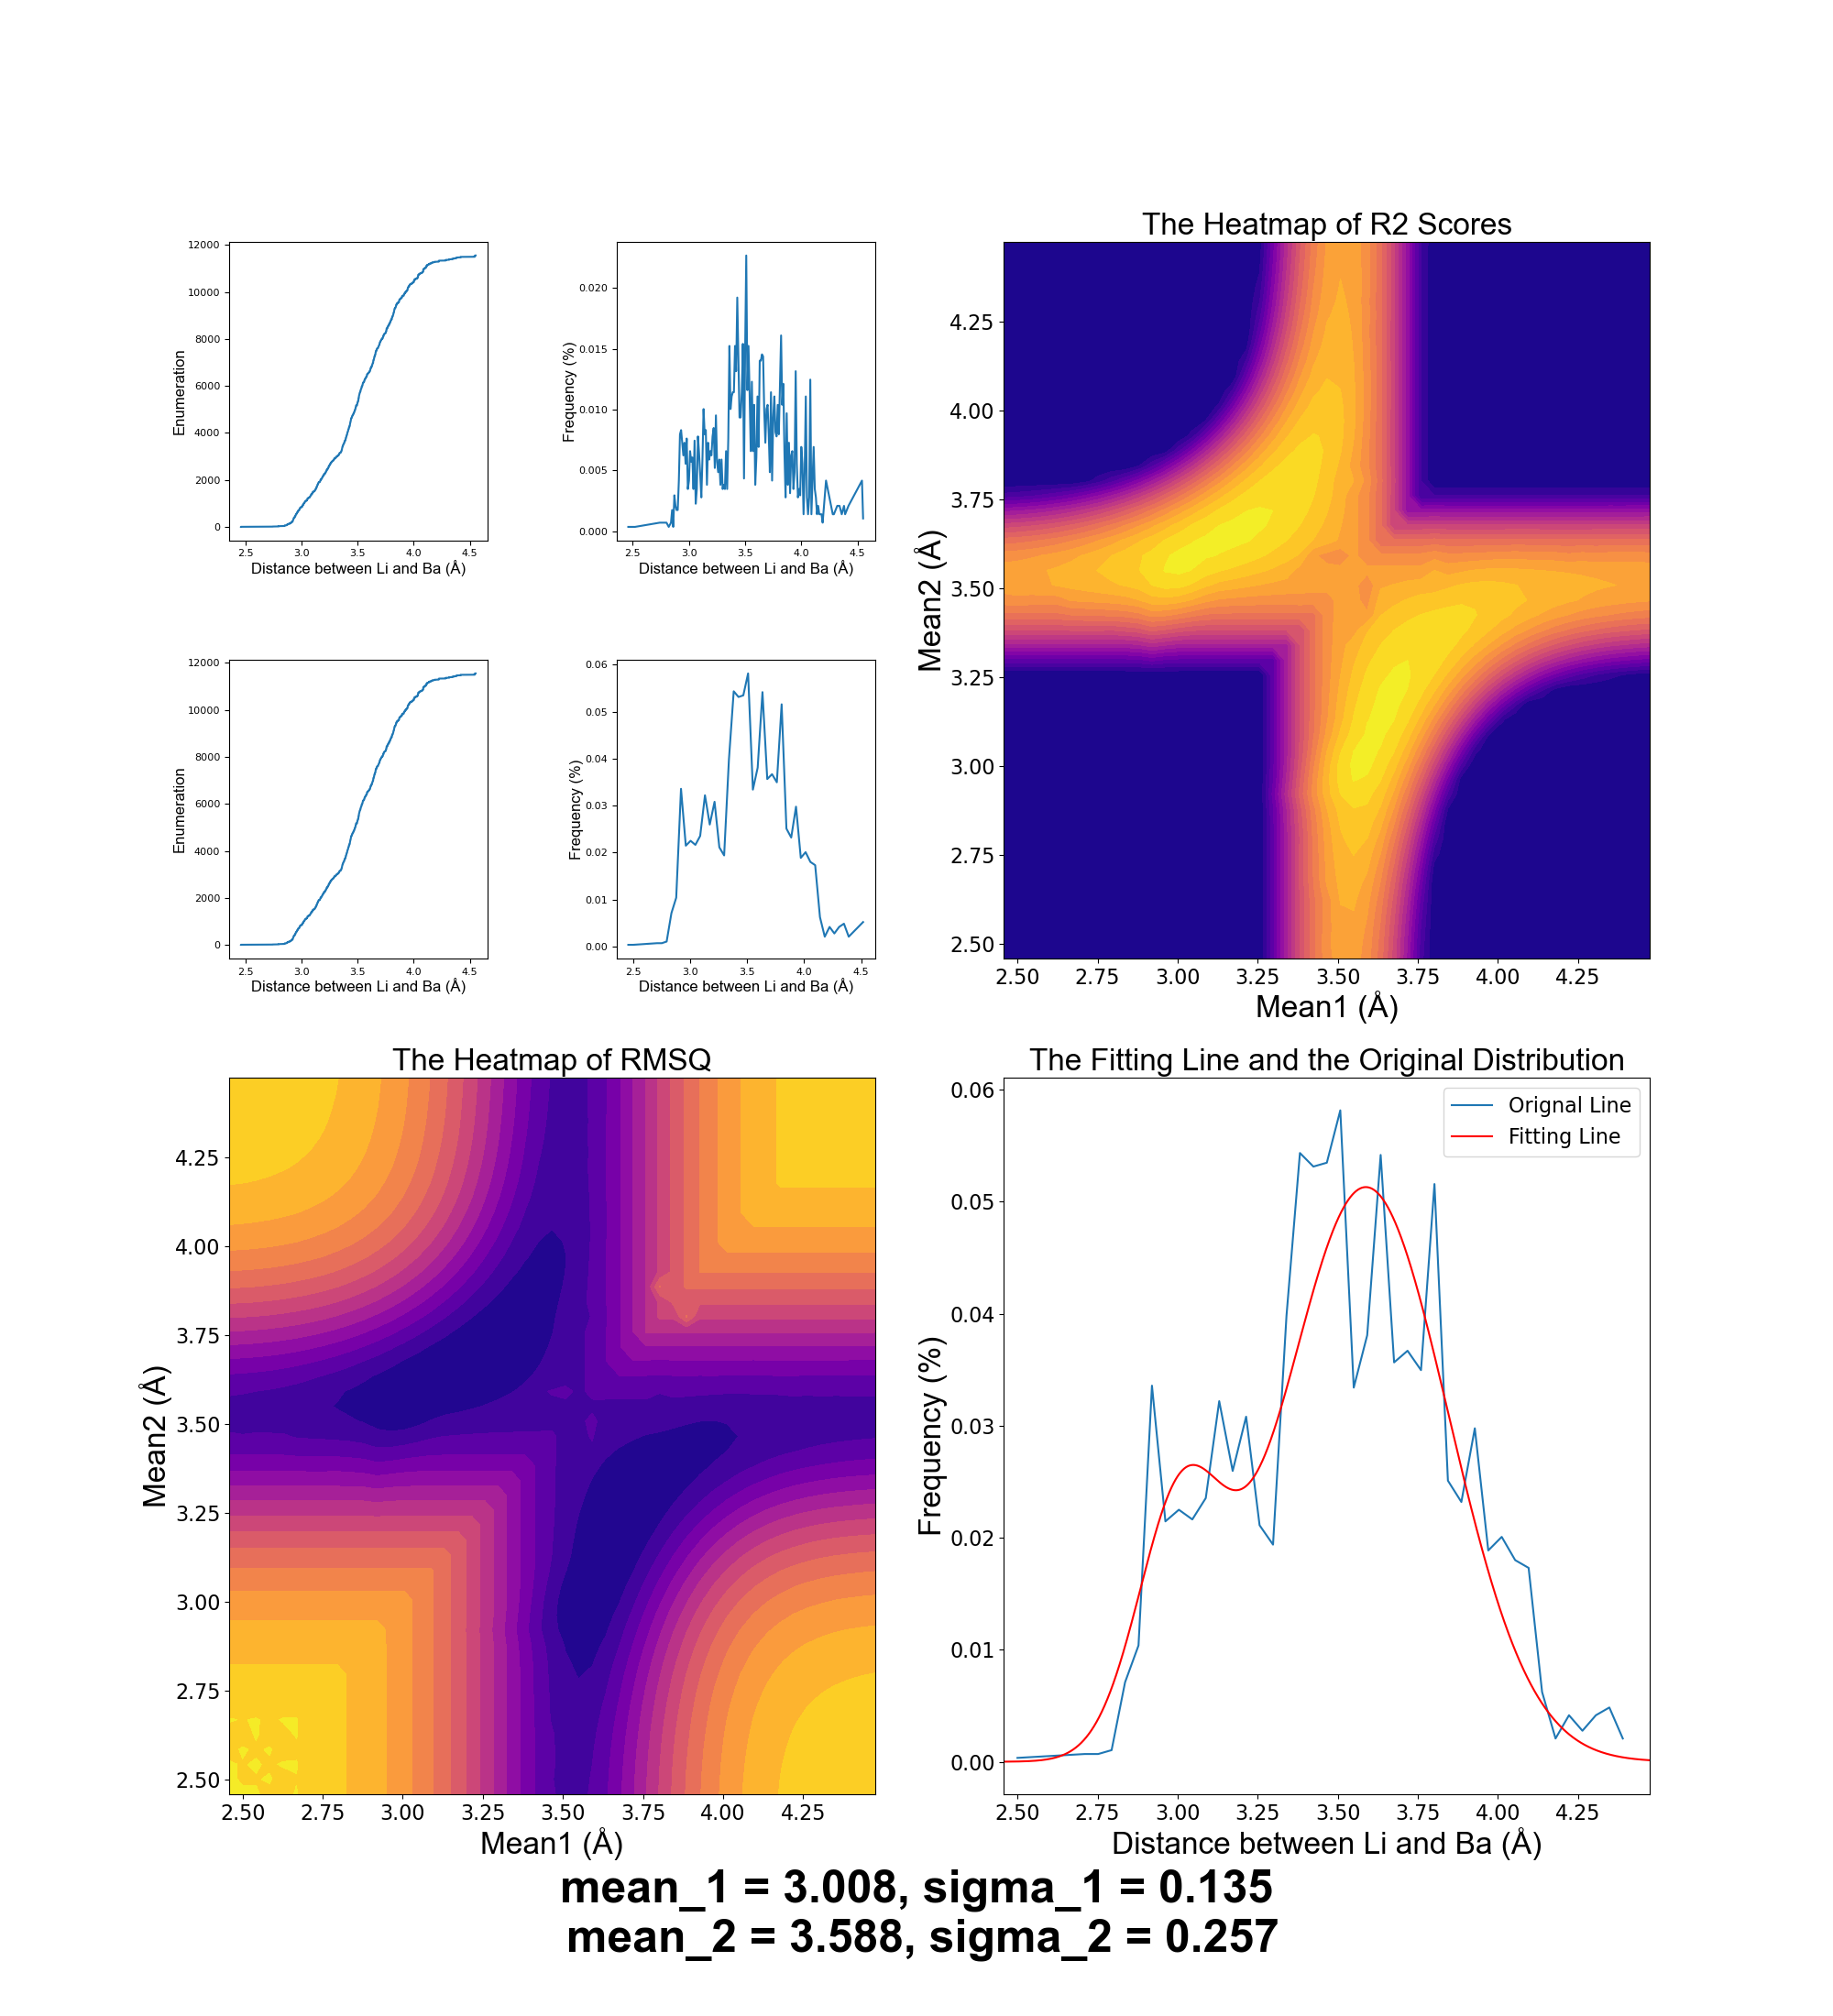 The Heatmap of R2 Scores
12000
10000
8000
6000
4000
2000
0
Enumeration
2.5 3.0 3.5 4.0 4.5
Distance between Li and Ba (Å)
0.020
0.015
0.010
0.005
0.000
Frequency (%)
2.5 3.0 3.5 4.0 4.5
Distance between Li and Ba (Å)
4.25
4.00
3.75
3.50
3.25
3.00
2.75
2.50
Mean2 (Å)
2.50 2.75 3.00 3.25 3.50 3.75 4.00 4.25
Mean1 (Å)
12000
10000
8000
6000
4000
2000
0
Enumeration
2.5 3.0 3.5 4.0 4.5
Distance between Li and Ba (Å)
0.06
0.05
0.04
0.03
0.02
0.01
0.00
Frequency (%)
2.5 3.0 3.5 4.0 4.5
Distance between Li and Ba (Å)
The Heatmap of RMSQ
4.25
4.00
3.75
3.50
3.25
3.00
2.75
2.50
Mean2 (Å)
2.50 2.75 3.00 3.25 3.50 3.75 4.00 4.25
Mean1 (Å)
The Fitting Line and the Original Distribution
Orignal Line
Fitting Line
0.06
0.05
0.04
0.03
0.02
0.01
0.00
Frequency (%)
2.50 2.75 3.00 3.25 3.50 3.75 4.00 4.25
Distance between Li and Ba (Å)
mean_1 = 3.008, sigma_1 = 0.135
mean_2 = 3.588, sigma_2 = 0.257